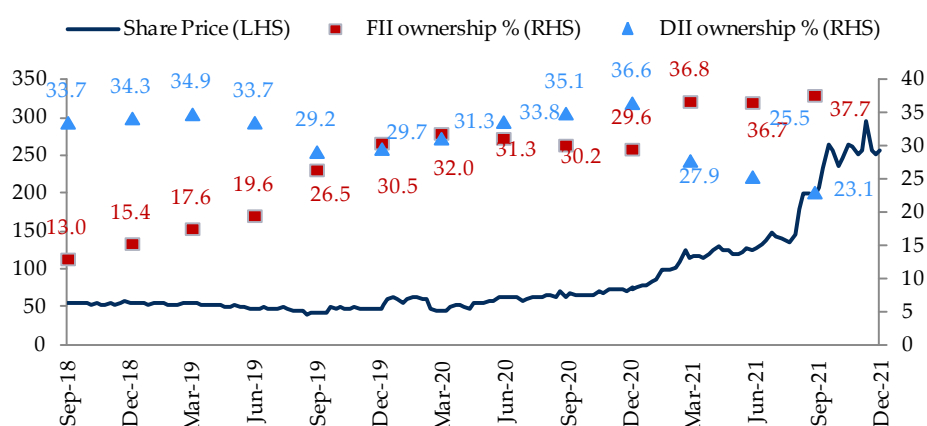 Share Price (LHS) FII ownership % (RHS) DII ownership % (RHS)
350 300 250 200 150 100 50 0
40 35 30 25 20 15 10 5 0
33.7 34.3 34.9 33.7 29.2 29.7 31.3 33.8 35.1 36.6 27.9 25.5 23.1
13.0 15.4 17.6 19.6 26.5 30.5 32.0 31.3 30.2 29.6 36.8 36.7 37.7
Sep-18 Dec-18 Mar-19 Jun-19 Sep-19 Dec-19 Mar-20 Jun-20 Sep-20 Dec-20 Mar-21 Jun-21 Sep-21 Dec-21